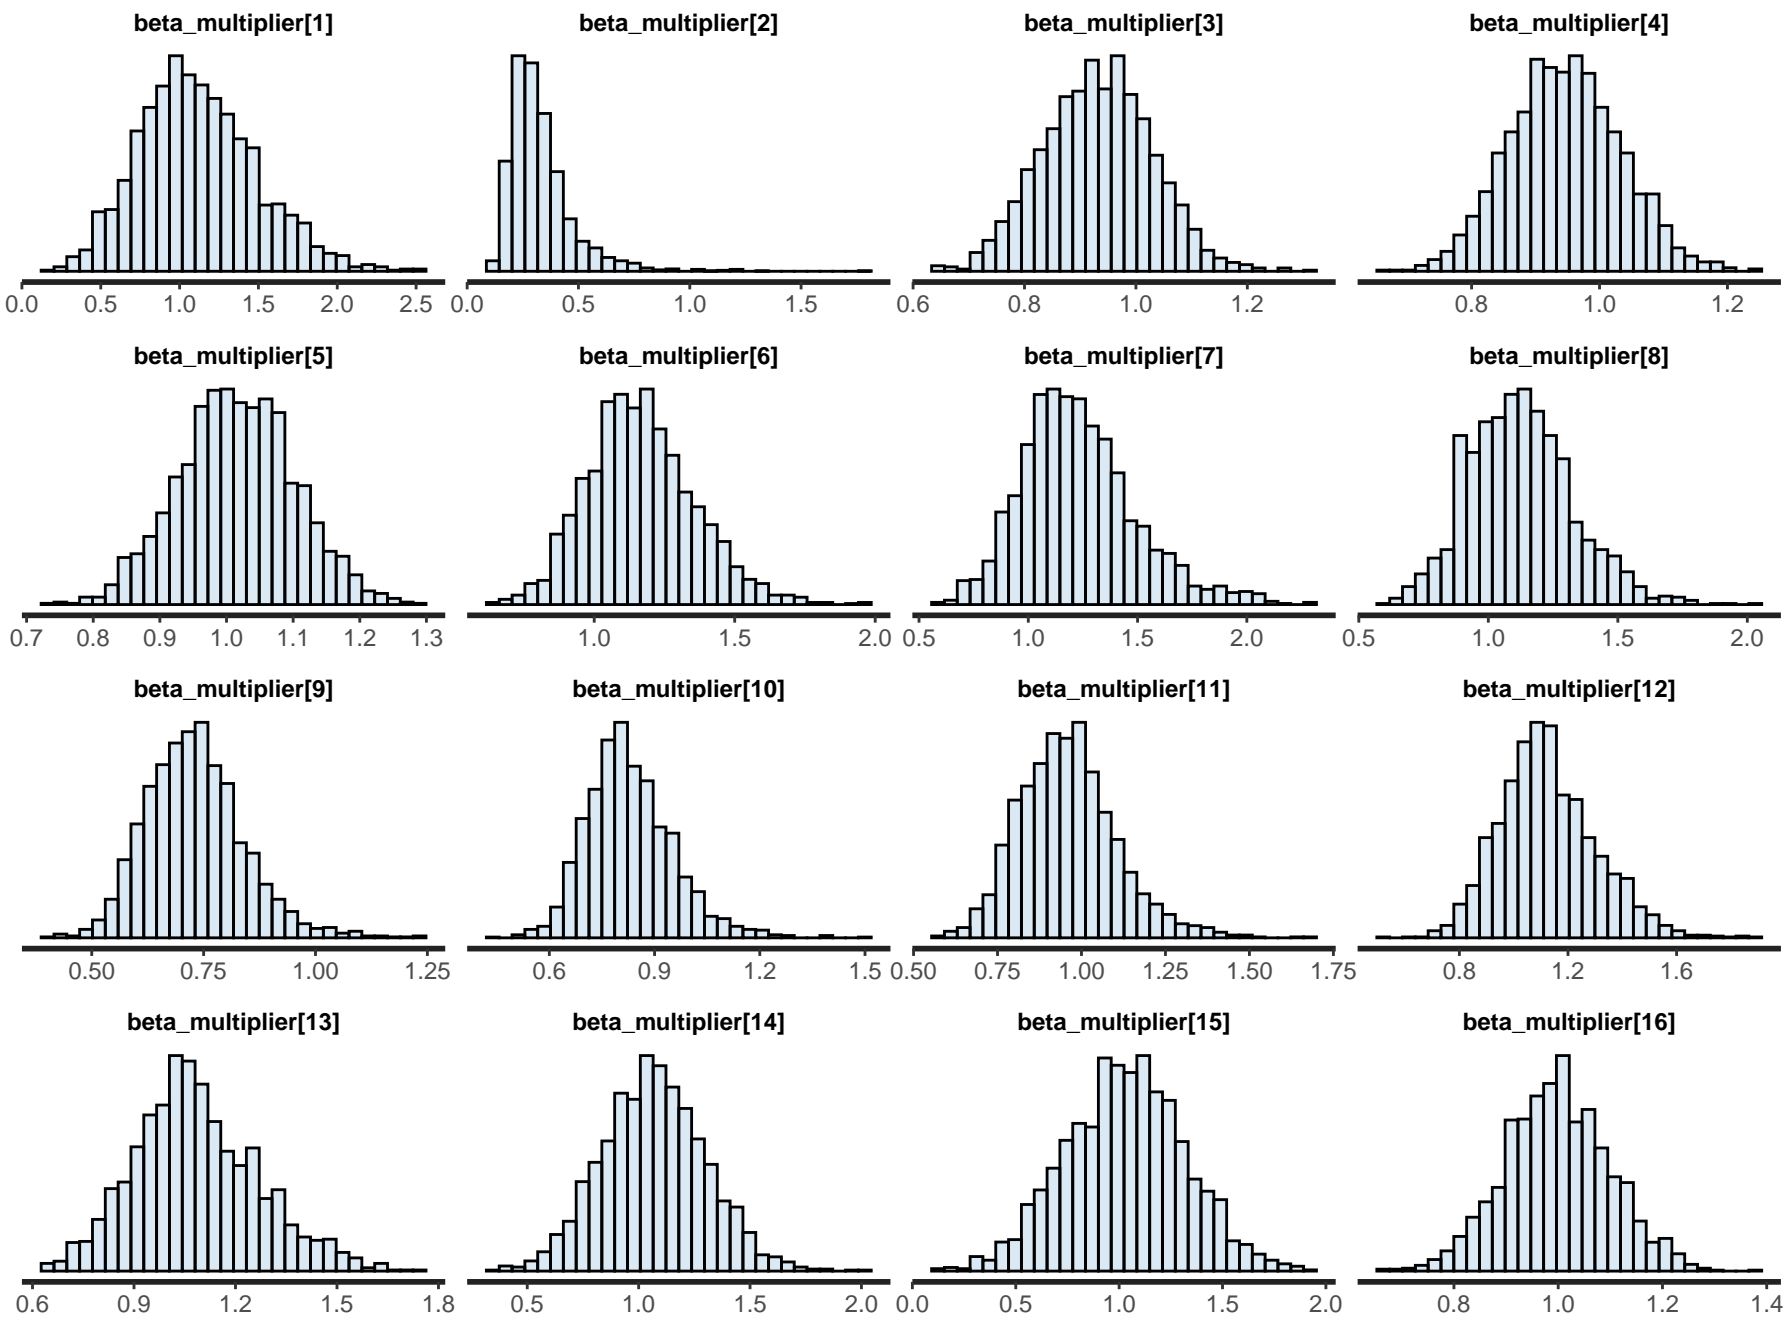 beta_multiplier[1] beta_multiplier[2] beta_multiplier[3] beta_multiplier[4]
0.0 0.5 1.0 1.5 2.0 2.5 0.0 0.5 1.0 1.5 0.6 0.8 1.0 1.2 0.8 1.0 1.2
beta_multiplier[5] beta_multiplier[6] beta_multiplier[7] beta_multiplier[8]
0.7 0.8 0.9 1.0 1.1 1.2 1.3 1.0 1.5 2.0 0.5 1.0 1.5 2.0 0.5 1.0 1.5 2.0
beta_multiplier[9] beta_multiplier[10] beta_multiplier[11] beta_multiplier[12]
0.50 0.75 1.00 1.25 0.6 0.9 1.2 1.5 0.50 0.75 1.00 1.25 1.50 1.75 0.8 1.2 1.6
beta_multiplier[13] beta_multiplier[14] beta_multiplier[15] beta_multiplier[16]
0.6 0.9 1.2 1.5 1.8 0.5 1.0 1.5 2.0 0.0 0.5 1.0 1.5 2.0 0.8 1.0 1.2 1.4